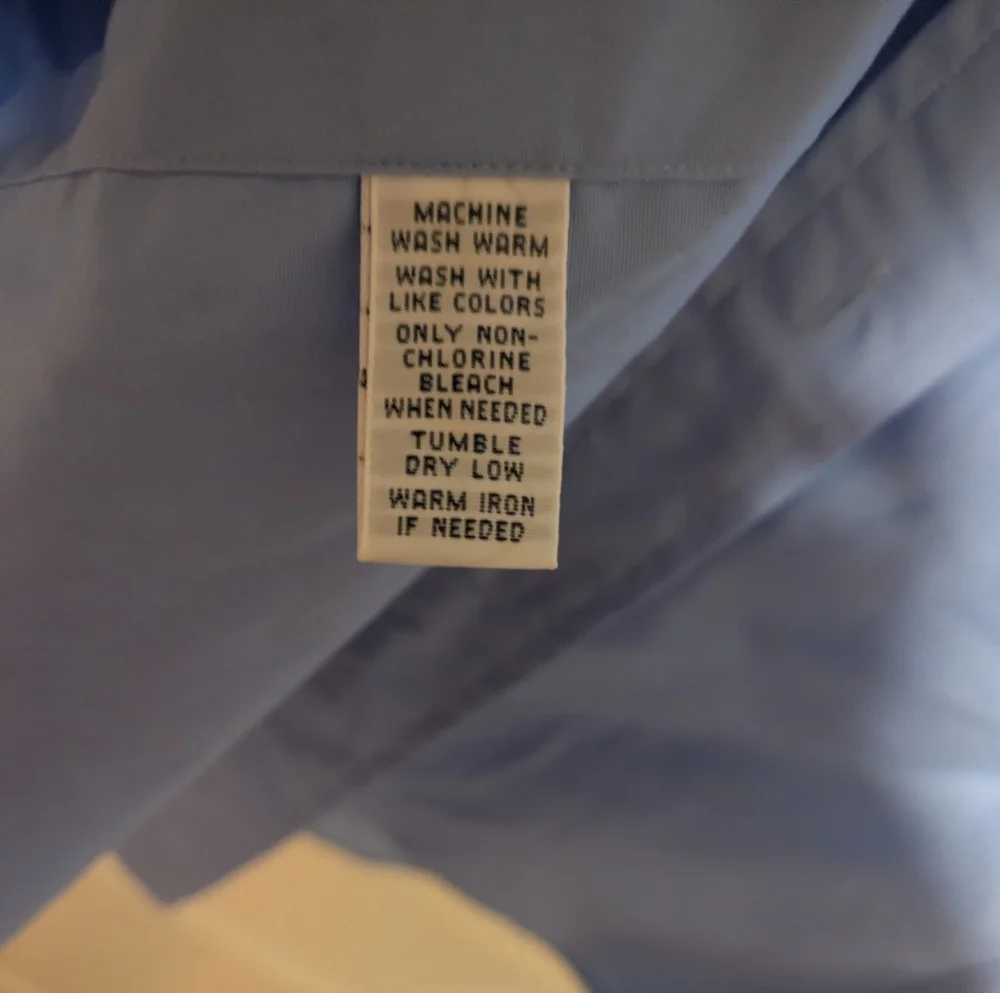 MACHINE
WASH WARM
WASH WITH
LIKE COLORS
ONLY NON-
CHLORINE
BLEACH
WHEN NEEDED
TUMBLE
DRY LOW
WARM IRON
IF NEEDED